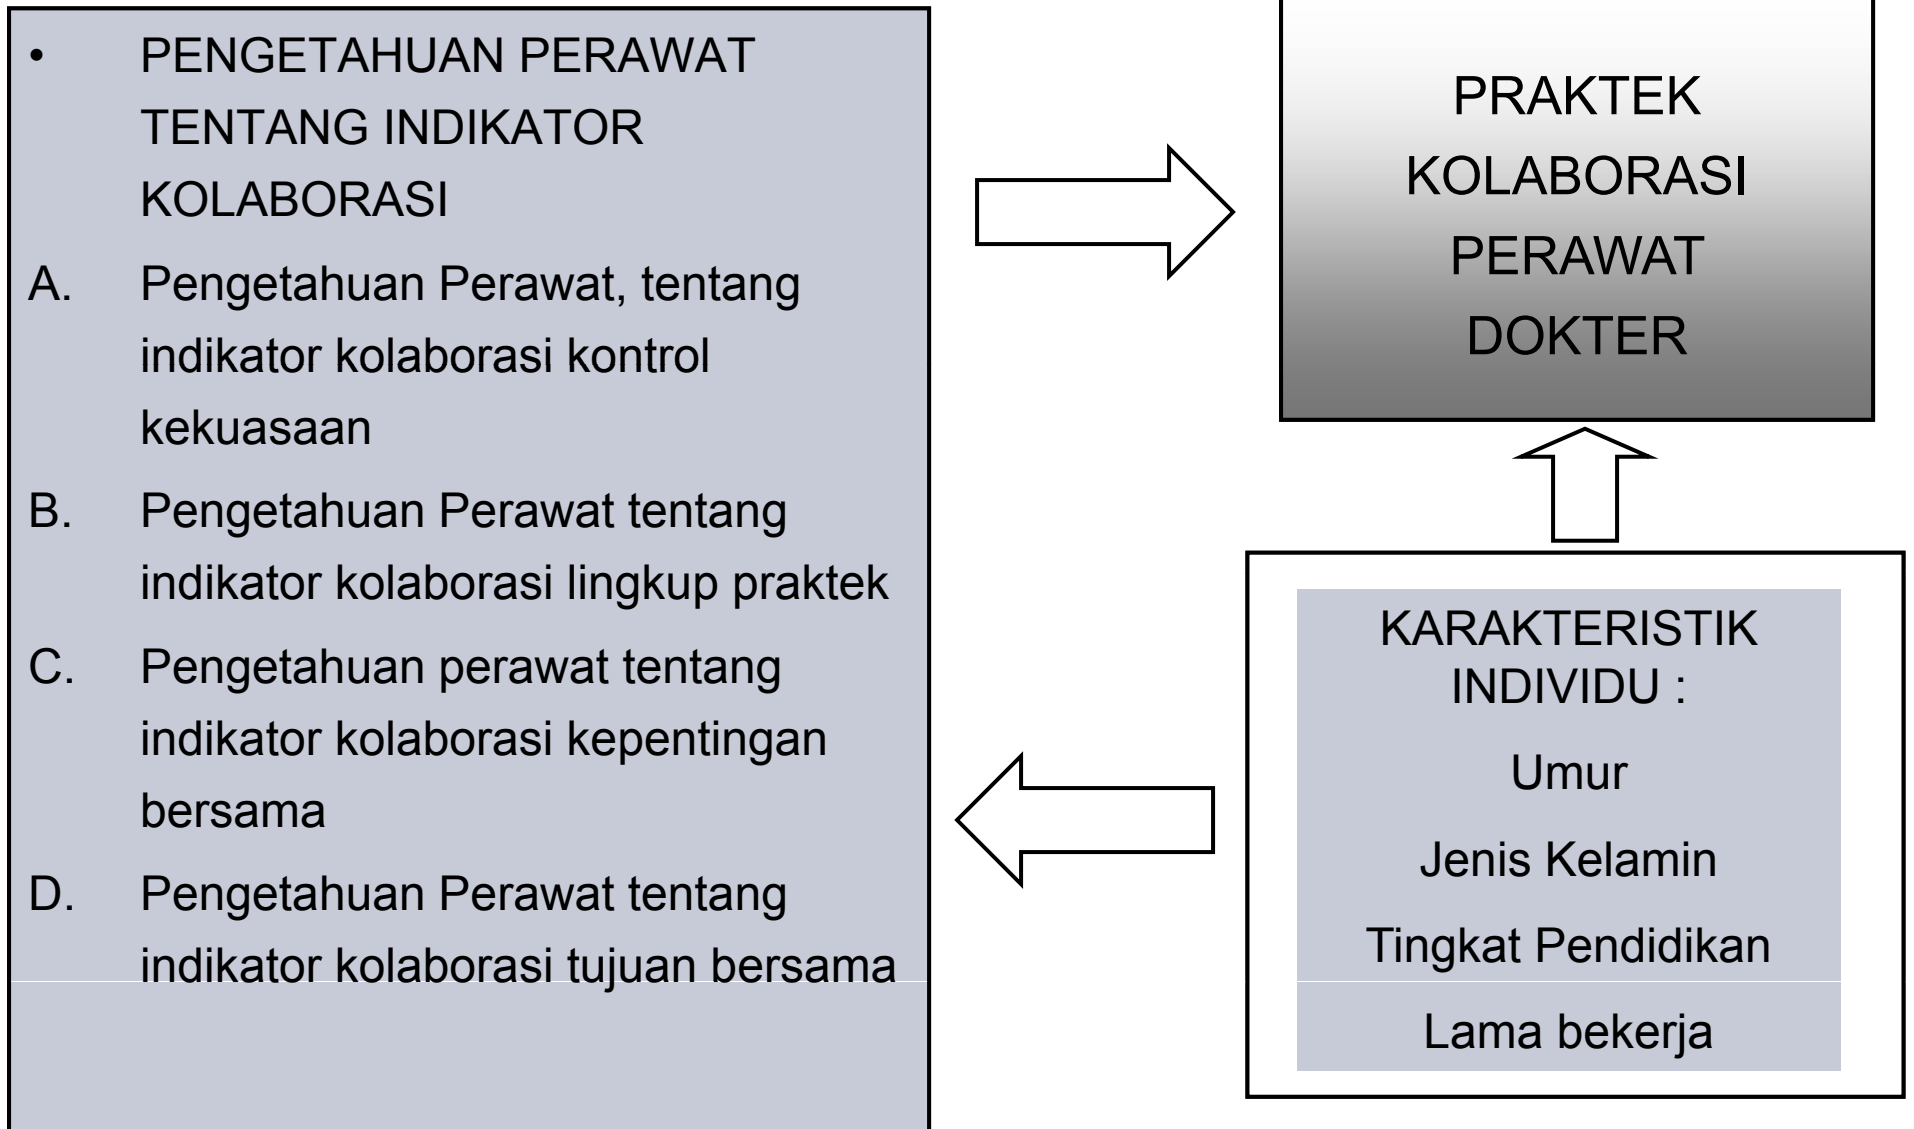 • PENGETAHUAN PERAWAT
TENTANG INDIKATOR
KOLABORASI
A. Pengetahuan Perawat, tentang
indikator kolaborasi kontrol
kekuasaan
B. Pengetahuan Perawat tentang
indikator kolaborasi lingkup praktek
C. Pengetahuan perawat tentang
indikator kolaborasi kepentingan
bersama
D. Pengetahuan Perawat tentang
indikator kolaborasi tujuan bersama
PRAKTEK
KOLABORASI
PERAWAT
DOKTER
KARAKTERISTIK
INDIVIDU :
Umur
Jenis Kelamin
Tingkat Pendidikan
Lama bekerja